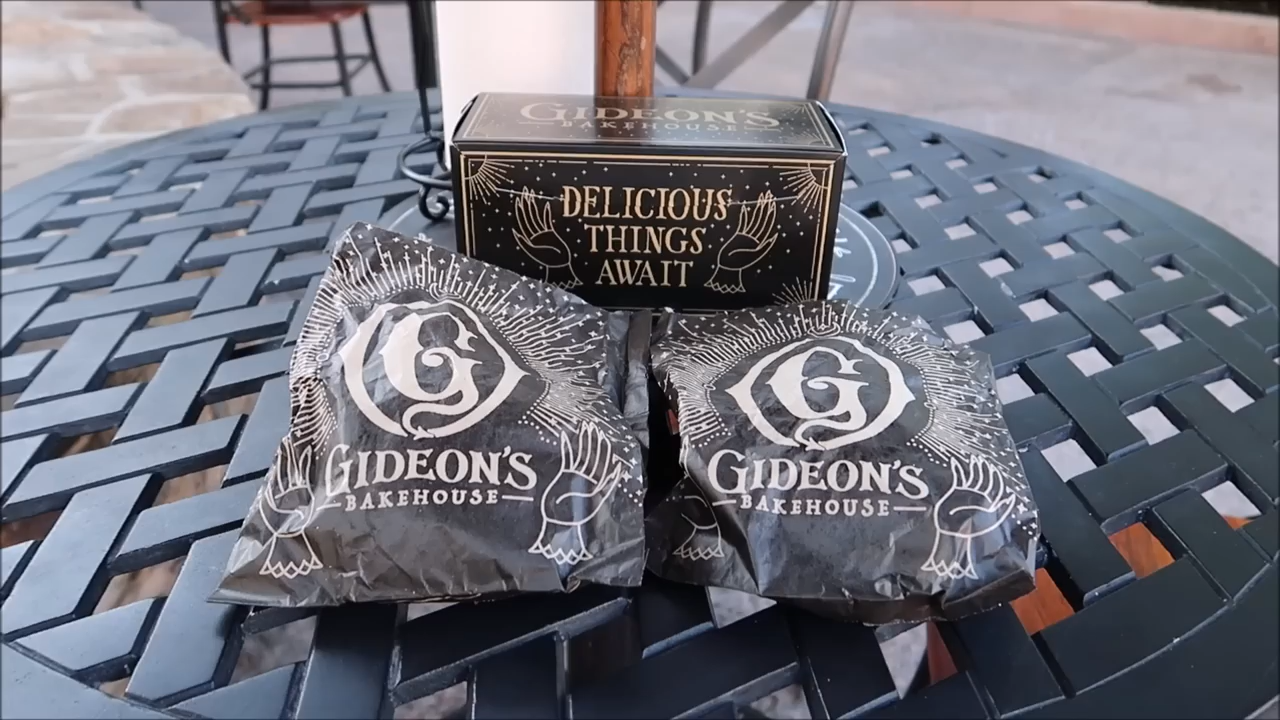 GIDEON'S
BAKEHOUSE
DELICIOUS
THINGS
AWAIT
G
GIDEON'S
BAKEHOUSE
G
GIDEON'S
BAKEHOUSE